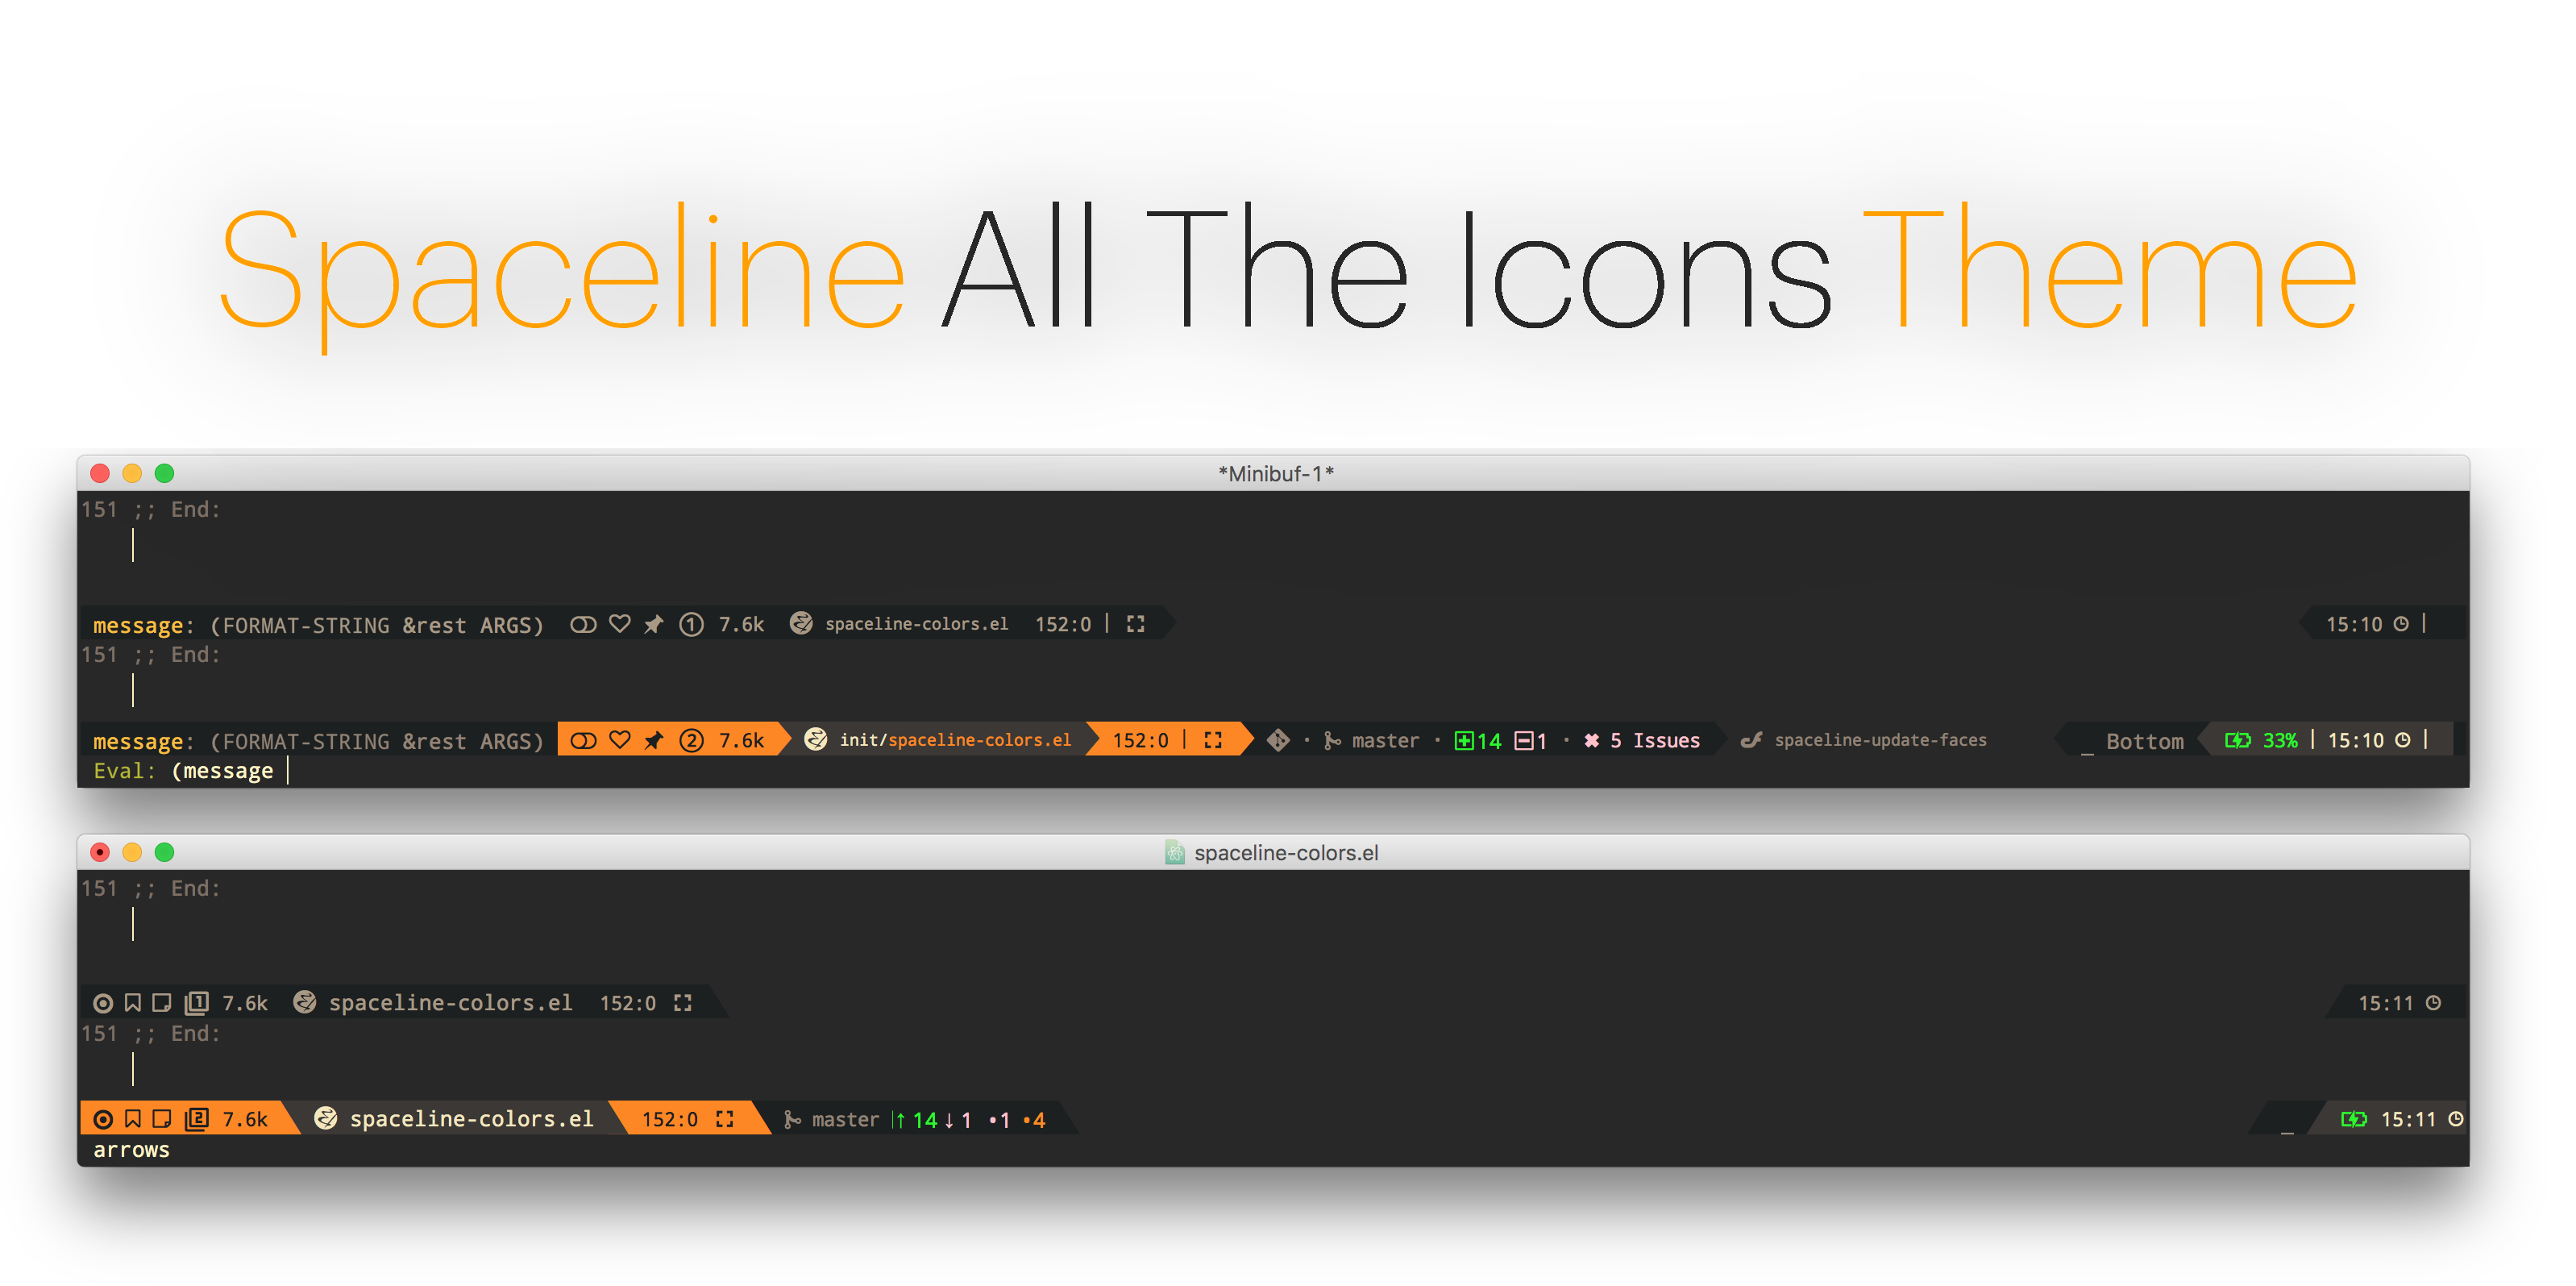 Spaceline All The Icons Theme
*Minibuf-1*
151 ;; End:
message: (FORMAT-STRING &rest ARGS) 1 7.6k spaceline-colors.el 152:0 | 15:10 |
151 ;; End:
message: (FORMAT-STRING &rest ARGS) 2 7.6k init/spaceline-colors.el 152:0 | · master · 14 1 · ✖ 5 Issues spaceline-update-faces _ Bottom 33% | 15:10 |
Eval: (message
spaceline-colors.el
151 ;; End:
1 7.6k spaceline-colors.el 152:0 15:11
151 ;; End:
2 7.6k spaceline-colors.el 152:0 master |↑ 14 ↓ 1 •1 •4 _ 15:11
arrows